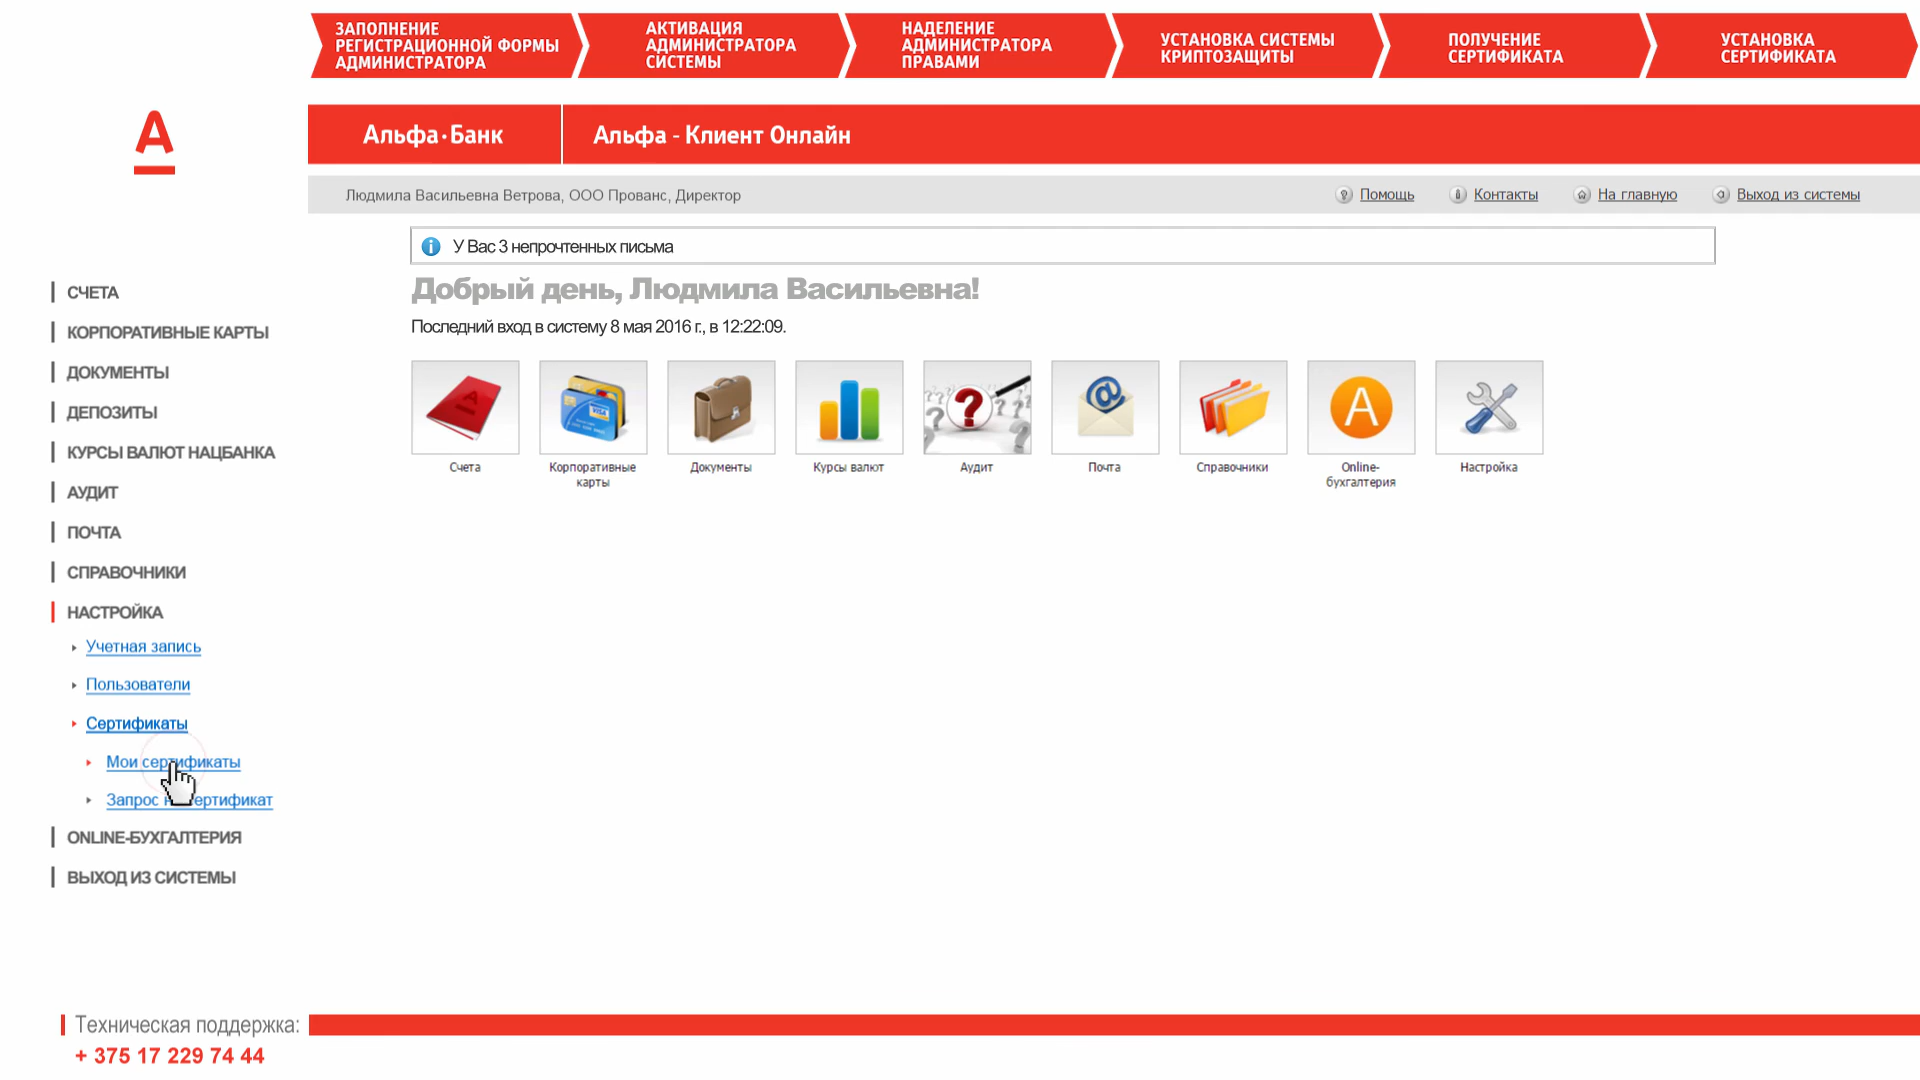 ЗАПОЛНЕНИЕ
РЕГИСТРАЦИОННОЙ ФОРМЫ
АДМИНИСТРАТОРА
АКТИВАЦИЯ
АДМИНИСТРАТОРА
СИСТЕМЫ
НАДЕЛЕНИЕ
АДМИНИСТРАТОРА
ПРАВАМИ
УСТАНОВКА СИСТЕМЫ
КРИПТОЗАЩИТЫ
ПОЛУЧЕНИЕ
СЕРТИФИКАТА
УСТАНОВКА
СЕРТИФИКАТА
Альфа·Банк
Альфа - Клиент Онлайн
Людмила Васильевна Ветрова, ООО Прованс, Директор
Помощь
Контакты
На главную
Выход из системы
У Вас 3 непрочтенных письма
Добрый день, Людмила Васильевна!
Последний вход в систему 8 мая 2016 г., в 12:22:09.
Счета
Корпоративные
карты
Документы
Курсы валют
Аудит
Почта
Справочники
Online-
бухгалтерия
Настройка
СЧЕТА
КОРПОРАТИВНЫЕ КАРТЫ
ДОКУМЕНТЫ
ДЕПОЗИТЫ
КУРСЫ ВАЛЮТ НАЦБАНКА
АУДИТ
ПОЧТА
СПРАВОЧНИКИ
НАСТРОЙКА
Учетная запись
Пользователи
Сертификаты
Мои сертификаты
Запрос на сертификат
ONLINE-БУХГАЛТЕРИЯ
ВЫХОД ИЗ СИСТЕМЫ
Техническая поддержка:
+ 375 17 229 74 44